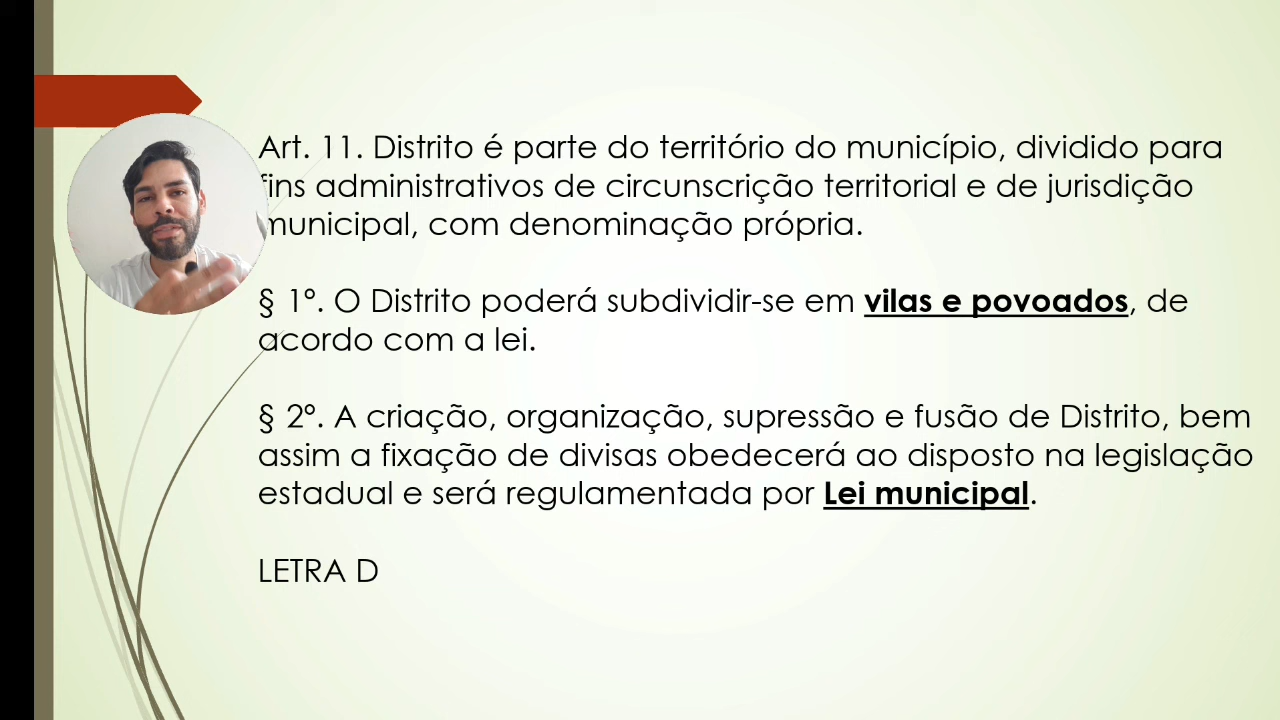 Art. 11. Distrito é parte do território do município, dividido para
fins administrativos de circunscrição territorial e de jurisdição
municipal, com denominação própria.
§ 1º. O Distrito poderá subdividir-se em vilas e povoados, de
acordo com a lei.
§ 2º. A criação, organização, supressão e fusão de Distrito, bem
assim a fixação de divisas obedecerá ao disposto na legislação
estadual e será regulamentada por Lei municipal.
LETRA D